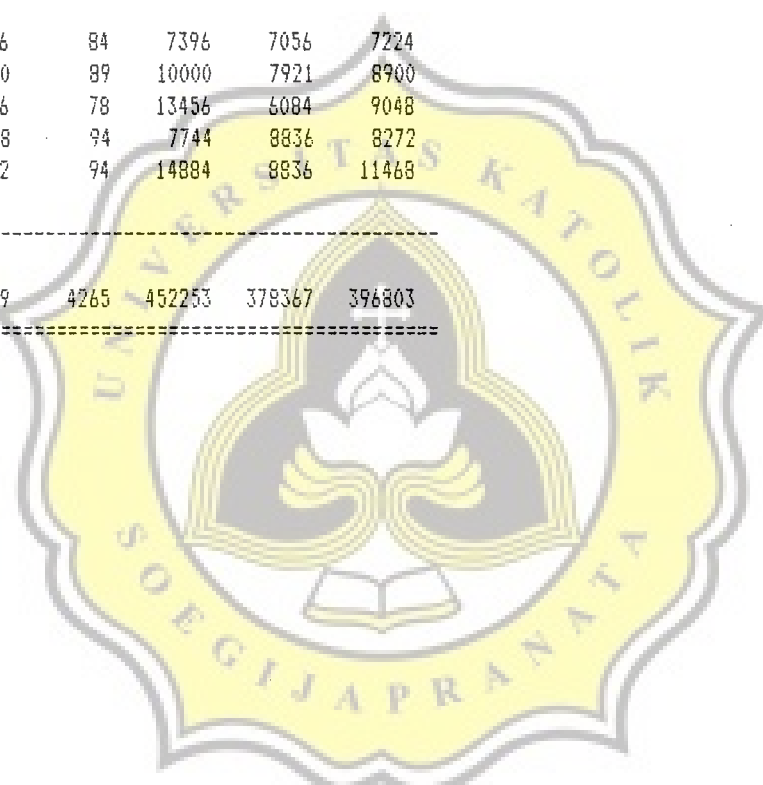 6 84 7396 7056 7224
0 89 10000 7921 8900
6 78 13456 6084 9048
8 94 7744 8836 8272
2 94 14884 8836 11468
----------------------------------------
9 4265 452253 378367 396803
========================================
UNIVERSITAS KATOLIK
SOEGIJAPRANATA